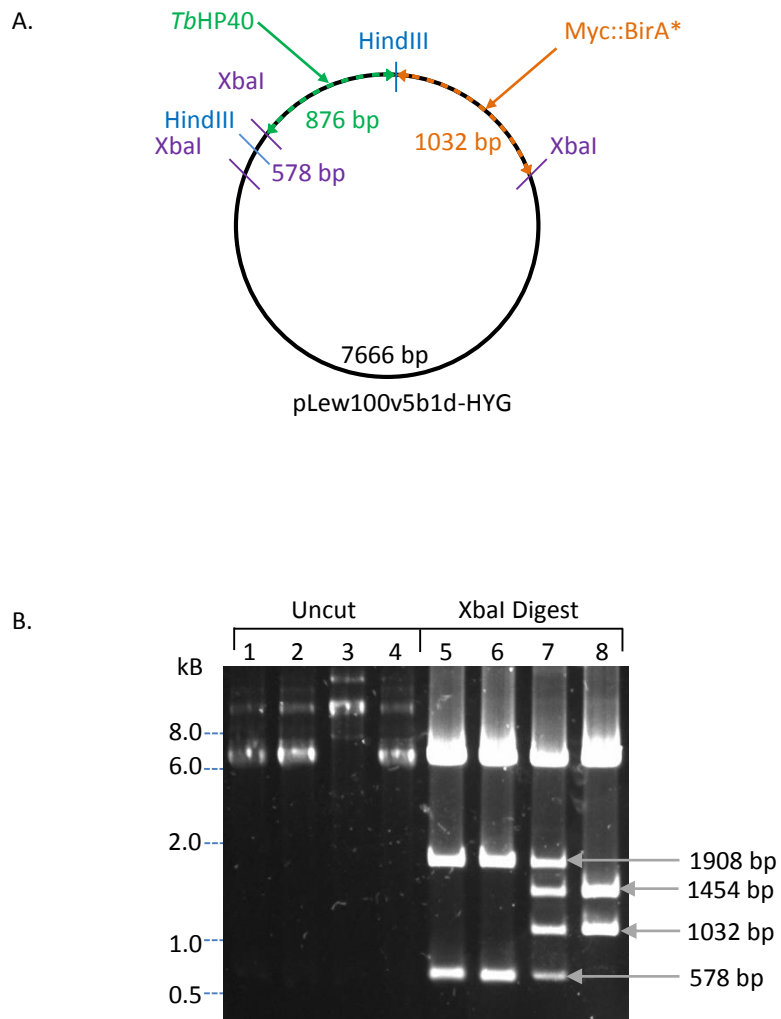 A.
TbHP40
HindIII
Myc::BirA*
XbaI
876 bp
HindIII
1032 bp
XbaI
XbaI
578 bp
7666 bp
pLew100v5b1d-HYG
B.
Uncut
XbaI Digest
kB
1 2 3 4 5 6 7 8
8.0
6.0
2.0
1908 bp
1454 bp
1032 bp
1.0
578 bp
0.5